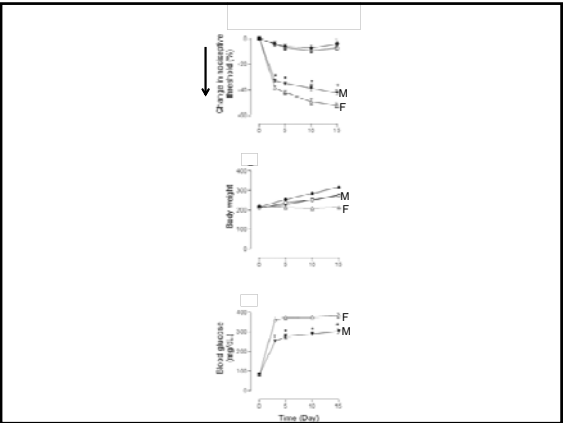 Change in nociceptive
threshold (%)
0
-20
-40
-60
M
F
0 5 10 15
Body weight
400
300
200
100
0
M
F
0 5 10 15
Blood glucose
(mg/dL)
400
300
200
100
0
F
M
0 5 10 15
Time (Day)